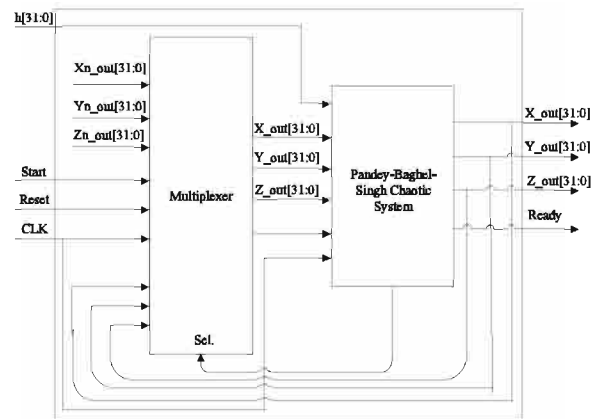 h[31:0]
Xn_out[31:0]
Yn_out[31:0]
Zn_out[31:0]
Start
Reset
CLK
Multiplexer
Sel.
X_out[31:0]
Y_out[31:0]
Z_out[31:0]
Pandey-Baghel-
Singh Chaotic
System
X_out[31:0]
Y_out[31:0]
Z_out[31:0]
Ready